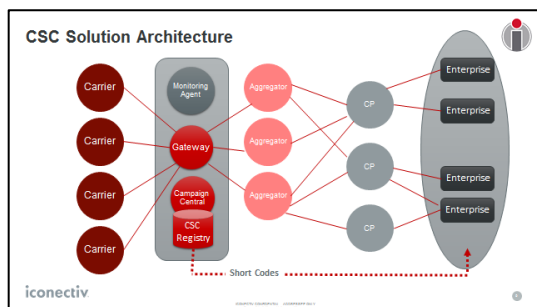 CSC Solution Architecture
Carrier
Carrier
Carrier
Carrier
Monitoring
Agent
Gateway
Campaign
Central
CSC
Registry
Aggregator
Aggregator
Aggregator
CP
CP
CP
Enterprise
Enterprise
Enterprise
Enterprise
Short Codes
iconectiv